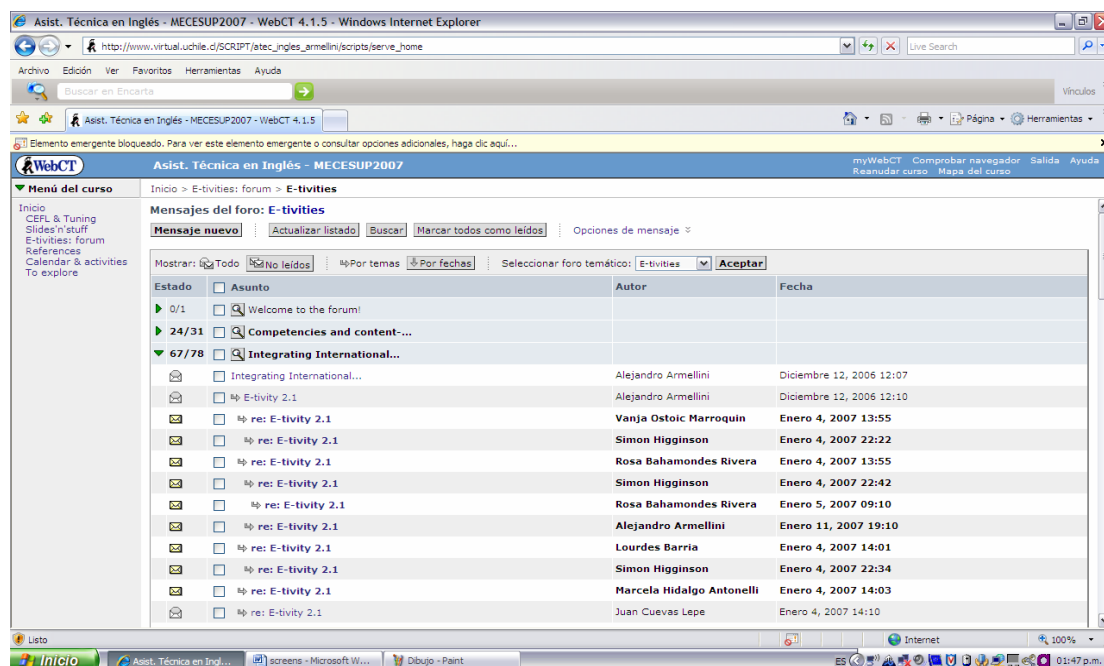 Asist. Técnica en Inglés - MECESUP2007 - WebCT 4.1.5 - Windows Internet Explorer
http://www.virtual.uchile.cl/SCRIPT/atec_ingles_armellini/scripts/serve_home Live Search
Archivo Edición Ver Favoritos Herramientas Ayuda
Buscar en Encarta Vínculos
Asist. Técnica en Inglés - MECESUP2007 - WebCT 4.1.5 Página Herramientas
Elemento emergente bloqueado. Para ver este elemento emergente o consultar opciones adicionales, haga clic aquí...
WebCT Asist. Técnica en Inglés - MECESUP2007 myWebCT Comprobar navegador Salida Ayuda
Reanudar curso Mapa del curso
Menú del curso Inicio > E-tivities: forum > E-tivities
Inicio
CEFL & Tuning
Slides'n'stuff
E-tivities: forum
References
Calendar & activities
To explore
Mensajes del foro: E-tivities
Mensaje nuevo Actualizar listado Buscar Marcar todos como leídos Opciones de mensaje
Mostrar: Todo No leídos Por temas Por fechas Seleccionar foro temático: E-tivities Aceptar
Estado Asunto Autor Fecha
0/1 Welcome to the forum!
24/31 Competencies and content-...
67/78 Integrating International...
Integrating International... Alejandro Armellini Diciembre 12, 2006 12:07
E-tivity 2.1 Alejandro Armellini Diciembre 12, 2006 12:10
re: E-tivity 2.1 Vanja Ostoic Marroquin Enero 4, 2007 13:55
re: E-tivity 2.1 Simon Higginson Enero 4, 2007 22:22
re: E-tivity 2.1 Rosa Bahamondes Rivera Enero 4, 2007 13:55
re: E-tivity 2.1 Simon Higginson Enero 4, 2007 22:42
re: E-tivity 2.1 Rosa Bahamondes Rivera Enero 5, 2007 09:10
re: E-tivity 2.1 Alejandro Armellini Enero 11, 2007 19:10
re: E-tivity 2.1 Lourdes Barria Enero 4, 2007 14:01
re: E-tivity 2.1 Simon Higginson Enero 4, 2007 22:34
re: E-tivity 2.1 Marcela Hidalgo Antonelli Enero 4, 2007 14:03
re: E-tivity 2.1 Juan Cuevas Lepe Enero 4, 2007 14:10
Listo Internet 100%
Inicio Asist. Técnica en Ingl... screens - Microsoft W... Dibujo - Paint ES 01:47 p.m.